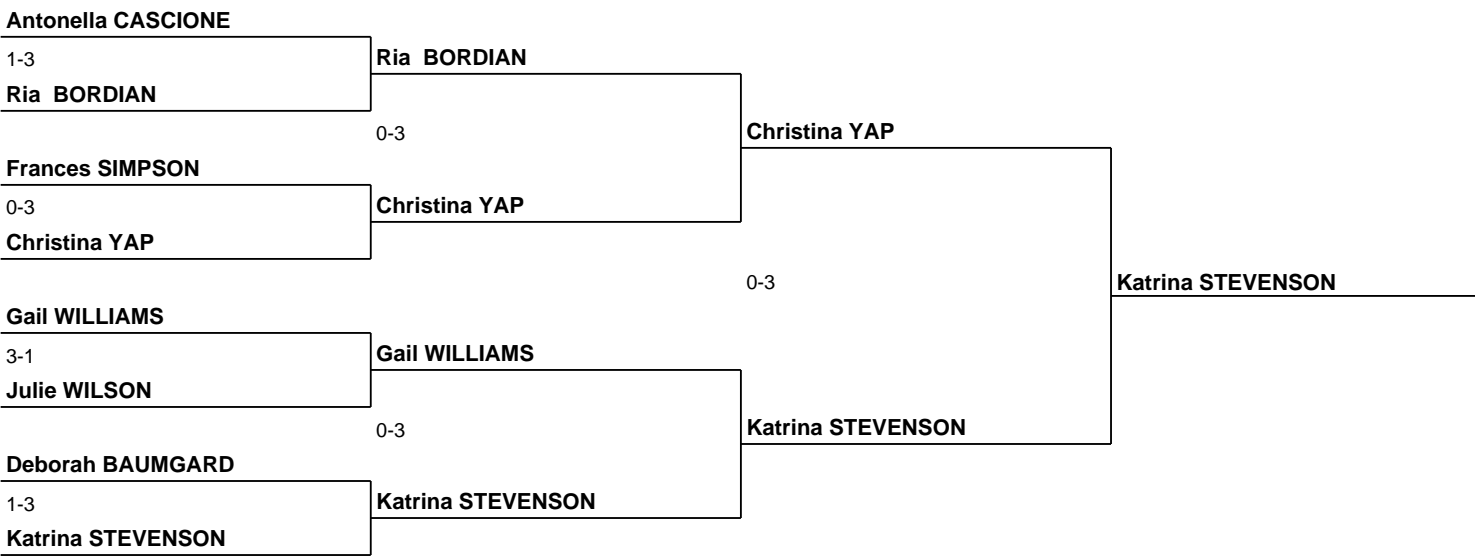 Antonella CASCIONE
1-3
Ria  BORDIAN
Ria  BORDIAN
0-3
Christina YAP
Frances SIMPSON
0-3
Christina YAP
Christina YAP
0-3
Katrina STEVENSON
Gail WILLIAMS
3-1
Gail WILLIAMS
Julie WILSON
0-3
Katrina STEVENSON
Deborah BAUMGARD
1-3
Katrina STEVENSON
Katrina STEVENSON